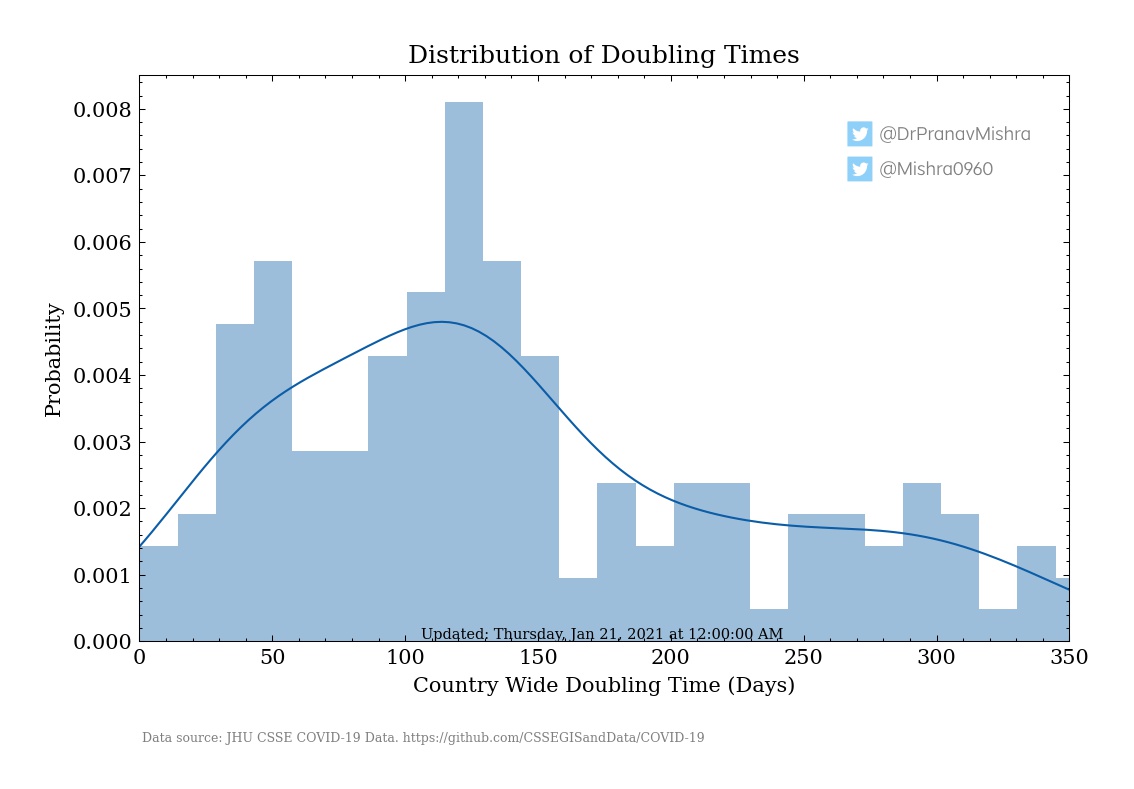 Distribution of Doubling Times
0.008
0.007
0.006
0.005
0.004
0.003
0.002
0.001
0.000
Probability
@DrPranavMishra
@Mishra0960
Updated: Thursday, Jan 21, 2021 at 12:00:00 AM
0 50 100 150 200 250 300 350
Country Wide Doubling Time (Days)
Data source: JHU CSSE COVID-19 Data. https://github.com/CSSEGISandData/COVID-19